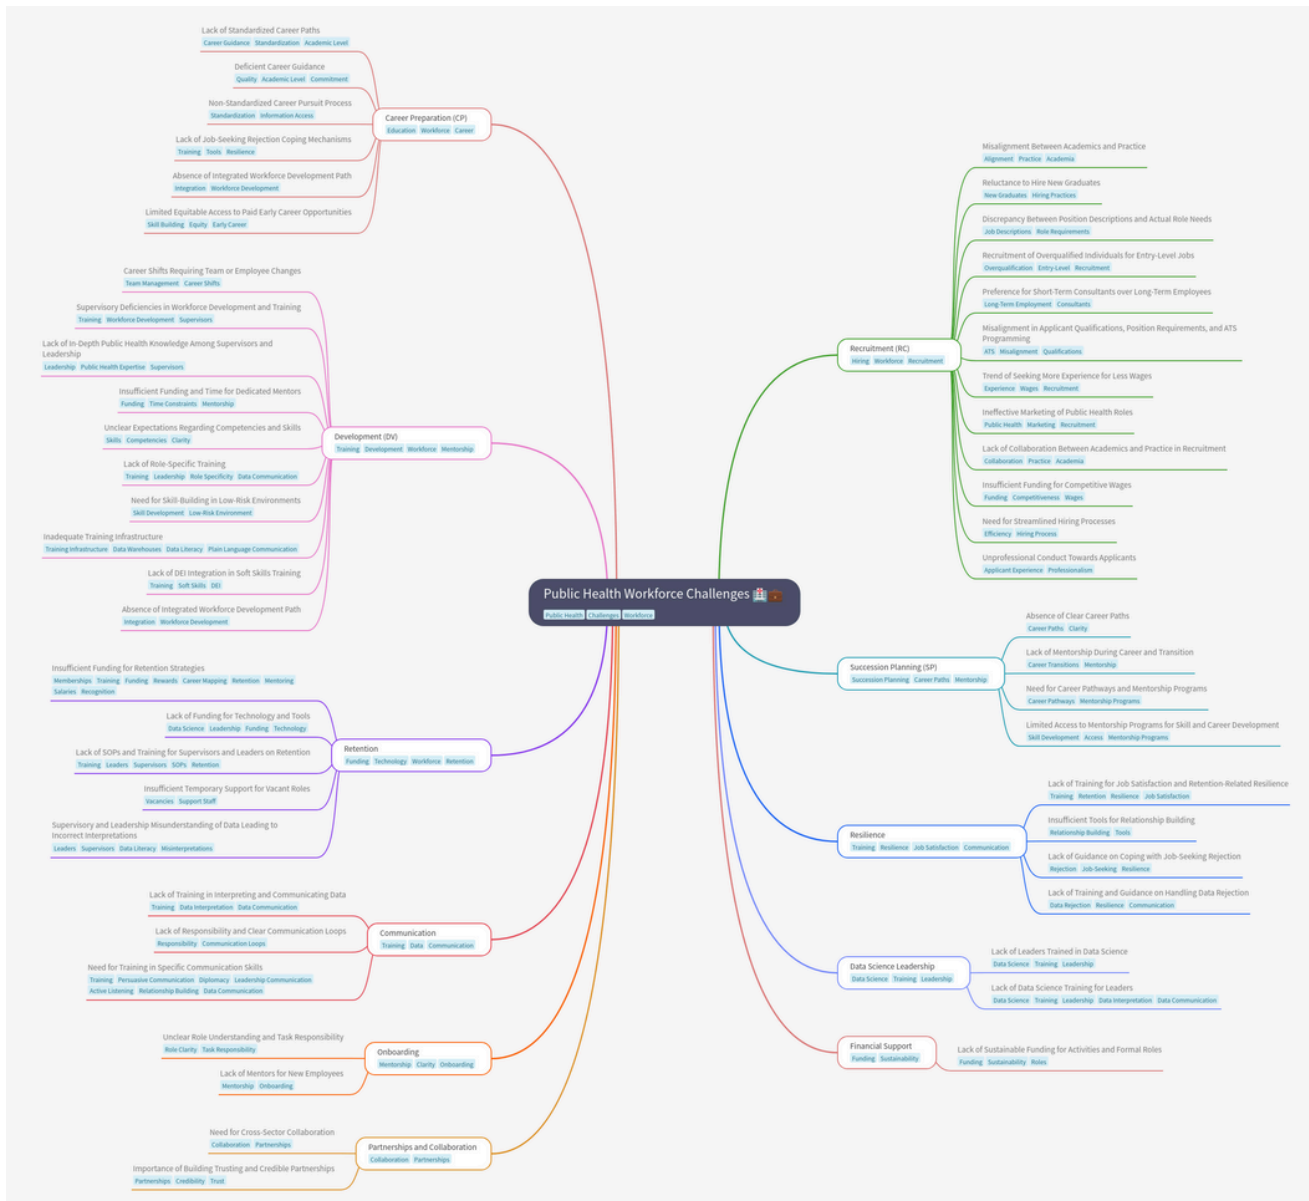 Public Health Workforce Challenges 🏥💼
Public Health Challenges Workforce
Career Preparation (CP)
Education Workforce Career
Lack of Standardized Career Paths
Career Guidance Standardization Academic Level
Deficient Career Guidance
Quality Academic Level Commitment
Non-Standardized Career Pursuit Process
Standardization Information Access
Lack of Job-Seeking Rejection Coping Mechanisms
Training Tools Resilience
Absence of Integrated Workforce Development Path
Integration Workforce Development
Limited Equitable Access to Paid Early Career Opportunities
Skill Building Equity Early Career
Development (DV)
Training Development Workforce Mentorship
Career Shifts Requiring Team or Employee Changes
Team Management Career Shifts
Supervisory Deficiencies in Workforce Development and Training
Training Workforce Development Supervisors
Lack of In-Depth Public Health Knowledge Among Supervisors and
Leadership
Leadership Public Health Expertise Supervisors
Insufficient Funding and Time for Dedicated Mentors
Funding Time Constraints Mentorship
Unclear Expectations Regarding Competencies and Skills
Skills Competencies Clarity
Lack of Role-Specific Training
Training Leadership Role Specificity Data Communication
Need for Skill-Building in Low-Risk Environments
Skill Development Low-Risk Environment
Inadequate Training Infrastructure
Training Infrastructure Data Warehouses Data Literacy Plain Language Communication
Lack of DEI Integration in Soft Skills Training
Training Soft Skills DEI
Absence of Integrated Workforce Development Path
Integration Workforce Development
Retention
Funding Technology Workforce Retention
Insufficient Funding for Retention Strategies
Memberships Training Funding Rewards Career Mapping Retention Mentoring
Salaries Recognition
Lack of Funding for Technology and Tools
Data Science Leadership Funding Technology
Lack of SOPs and Training for Supervisors and Leaders on Retention
Training Leaders Supervisors SOPs Retention
Insufficient Temporary Support for Vacant Roles
Vacancies Support Staff
Supervisory and Leadership Misunderstanding of Data Leading to
Incorrect Interpretations
Leaders Supervisors Data Literacy Misinterpretations
Communication
Training Data Communication
Lack of Training in Interpreting and Communicating Data
Training Data Interpretation Data Communication
Lack of Responsibility and Clear Communication Loops
Responsibility Communication Loops
Need for Training in Specific Communication Skills
Training Persuasive Communication Diplomacy Leadership Communication
Active Listening Relationship Building Data Communication
Onboarding
Mentorship Clarity Onboarding
Unclear Role Understanding and Task Responsibility
Role Clarity Task Responsibility
Lack of Mentors for New Employees
Mentorship Onboarding
Partnerships and Collaboration
Collaboration Partnerships
Need for Cross-Sector Collaboration
Collaboration Partnerships
Importance of Building Trusting and Credible Partnerships
Partnerships Credibility Trust
Recruitment (RC)
Hiring Workforce Recruitment
Misalignment Between Academics and Practice
Alignment Practice Academia
Reluctance to Hire New Graduates
New Graduates Hiring Practices
Discrepancy Between Position Descriptions and Actual Role Needs
Job Descriptions Role Requirements
Recruitment of Overqualified Individuals for Entry-Level Jobs
Overqualification Entry-Level Recruitment
Preference for Short-Term Consultants over Long-Term Employees
Long-Term Employment Consultants
Misalignment in Applicant Qualifications, Position Requirements, and ATS
Programming
ATS Misalignment Qualifications
Trend of Seeking More Experience for Less Wages
Experience Wages Recruitment
Ineffective Marketing of Public Health Roles
Public Health Marketing Recruitment
Lack of Collaboration Between Academics and Practice in Recruitment
Collaboration Practice Academia
Insufficient Funding for Competitive Wages
Funding Competitiveness Wages
Need for Streamlined Hiring Processes
Efficiency Hiring Process
Unprofessional Conduct Towards Applicants
Applicant Experience Professionalism
Succession Planning (SP)
Succession Planning Career Paths Mentorship
Absence of Clear Career Paths
Career Paths Clarity
Lack of Mentorship During Career and Transition
Career Transitions Mentorship
Need for Career Pathways and Mentorship Programs
Career Pathways Mentorship Programs
Limited Access to Mentorship Programs for Skill and Career Development
Skill Development Access Mentorship Programs
Resilience
Training Resilience Job Satisfaction Communication
Lack of Training for Job Satisfaction and Retention-Related Resilience
Training Retention Resilience Job Satisfaction
Insufficient Tools for Relationship Building
Relationship Building Tools
Lack of Guidance on Coping with Job-Seeking Rejection
Rejection Job-Seeking Resilience
Lack of Training and Guidance on Handling Data Rejection
Data Rejection Resilience Communication
Data Science Leadership
Data Science Training Leadership
Lack of Leaders Trained in Data Science
Data Science Training Leadership
Lack of Data Science Training for Leaders
Data Science Training Leadership Data Interpretation Data Communication
Financial Support
Funding Sustainability
Lack of Sustainable Funding for Activities and Formal Roles
Funding Sustainability Roles